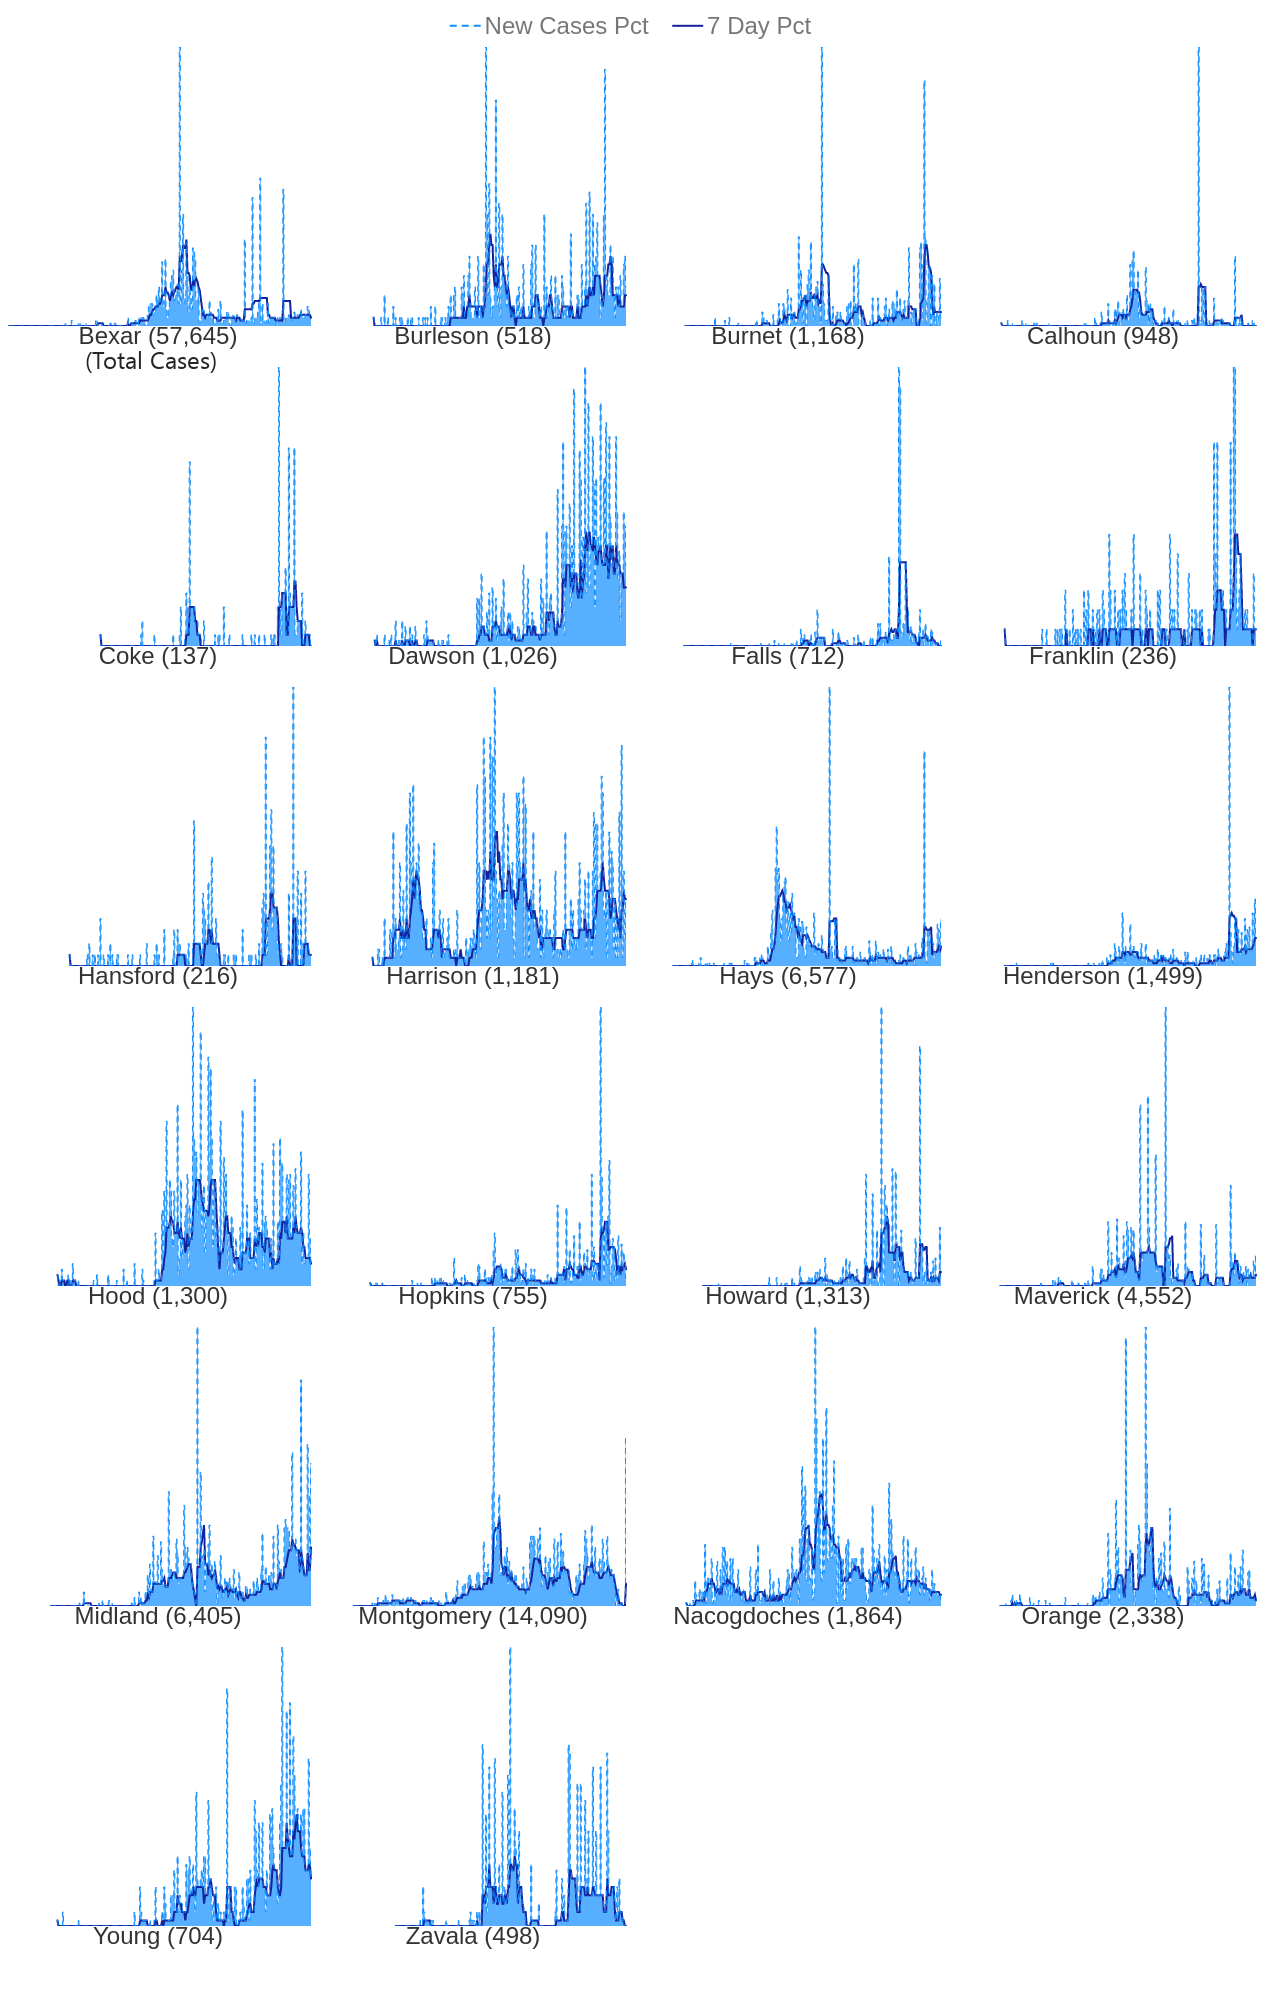 New Cases Pct 7 Day Pct
Bexar (57,645) Burleson (518) Burnet (1,168) Calhoun (948)
(Total Cases)
Coke (137) Dawson (1,026) Falls (712) Franklin (236)
Hansford (216) Harrison (1,181) Hays (6,577) Henderson (1,499)
Hood (1,300) Hopkins (755) Howard (1,313) Maverick (4,552)
Midland (6,405) Montgomery (14,090) Nacogdoches (1,864) Orange (2,338)
Young (704) Zavala (498)